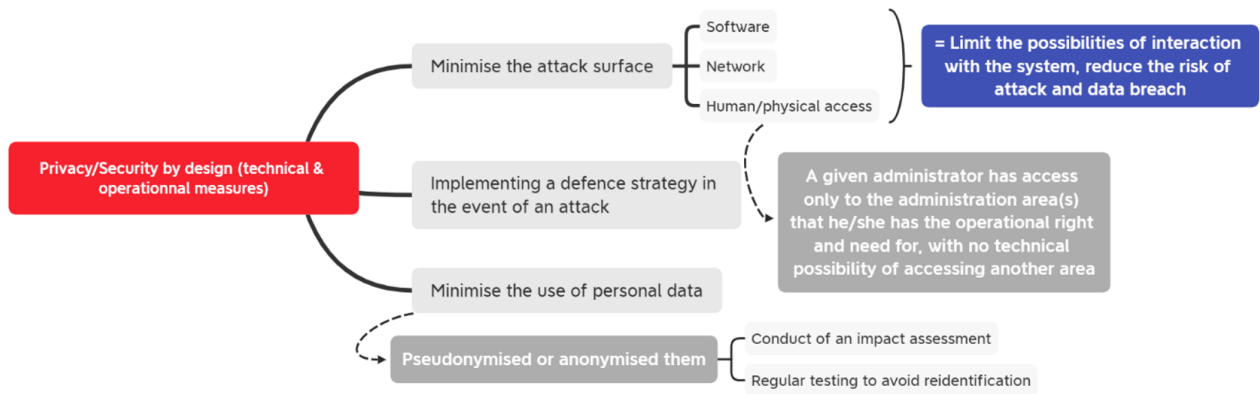 Privacy/Security by design (technical &
operationnal measures)
Minimise the attack surface
Software
Network
Human/physical access
= Limit the possibilities of interaction
with the system, reduce the risk of
attack and data breach
A given administrator has access
only to the administration area(s)
that he/she has the operational right
and need for, with no technical
possibility of accessing another area
Implementing a defence strategy in
the event of an attack
Minimise the use of personal data
Pseudonymised or anonymised them
Conduct of an impact assessment
Regular testing to avoid reidentification